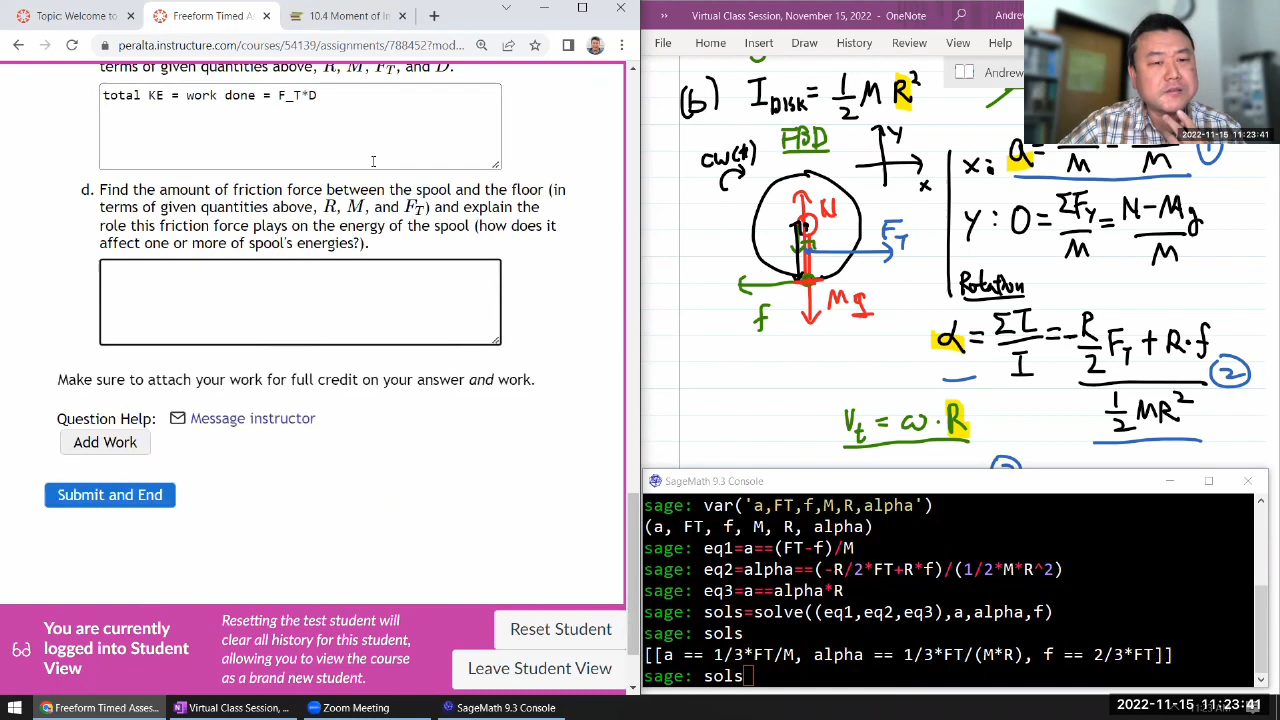 Topic Welcome to
Freeform Timed As
10.4 Moment of In
peralta.instructure.com/courses/54139/assignments/788452?mod...
terms of given quantities above, R, M, F_T, and D.
total KE = work done = F_T*D
d. Find the amount of friction force between the spool and the floor (in
terms of given quantities above, R, M, and F_T) and explain the
role this friction force plays on the energy of the spool (how does it
affect one or more of spool's energies?).
Make sure to attach your work for full credit on your answer and work.
Question Help: Message instructor
Add Work
Submit and End
You are currently
logged into Student
View
Resetting the test student will
clear all history for this student,
allowing you to view the course
as a brand new student.
Reset Student
Leave Student View
Virtual Class Session, November 15, 2022 - OneNote
Andrew
File Home Insert Draw History Review View Help
Andrew
2022-11-15 11:23:41
(b) I_DISK = 1/2 M R²
FBD
CW(+)
Y
x
N
F_T
f
Mg
x: a = M M ①
Y: 0 = ΣF_Y/M = N-Mg/M
Rotation
α = Στ/I = -R/2 F_T + R·f / 1/2 MR² ②
V_t = ω·R
SageMath 9.3 Console
sage: var('a,FT,f,M,R,alpha')
(a, FT, f, M, R, alpha)
sage: eq1=a==(FT-f)/M
sage: eq2=alpha==(-R/2*FT+R*f)/(1/2*M*R^2)
sage: eq3=a==alpha*R
sage: sols=solve((eq1,eq2,eq3),a,alpha,f)
sage: sols
[[a == 1/3*FT/M, alpha == 1/3*FT/(M*R), f == 2/3*FT]]
sage: sols
Freeform Timed Asses...
Virtual Class Session, ...
Zoom Meeting
SageMath 9.3 Console
2022-11-15 11:23:41